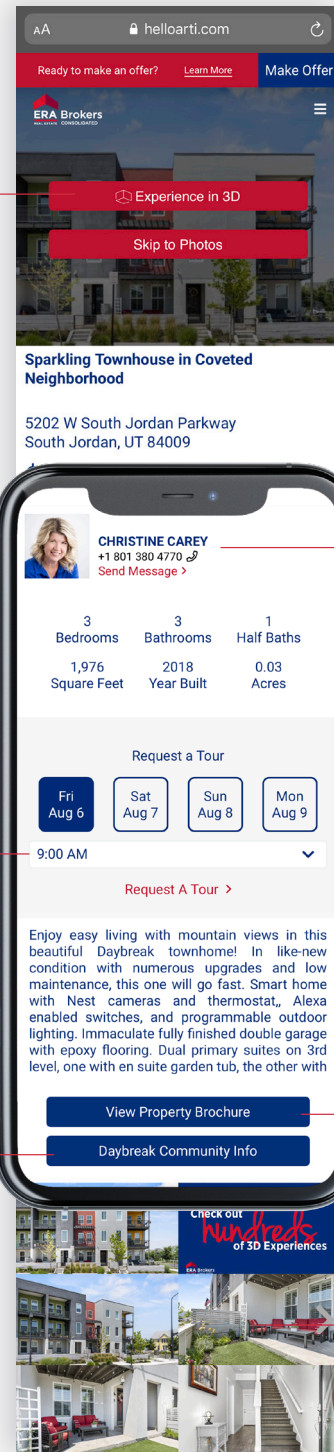 AA helloarti.com
Ready to make an offer? Learn More Make Offer
ERA Brokers
REAL ESTATE CONSOLIDATED
Experience in 3D
Skip to Photos
Sparkling Townhouse in Coveted
Neighborhood
5202 W South Jordan Parkway
South Jordan, UT 84009
CHRISTINE CAREY
+1 801 380 4770
Send Message >
3 3 1
Bedrooms Bathrooms Half Baths
1,976 2018 0.03
Square Feet Year Built Acres
Request a Tour
Fri Sat Sun Mon
Aug 6 Aug 7 Aug 8 Aug 9
9:00 AM
Request A Tour >
Enjoy easy living with mountain views in this
beautiful Daybreak townhome! In like-new
condition with numerous upgrades and low
maintenance, this one will go fast. Smart home
with Nest cameras and thermostat,, Alexa
enabled switches, and programmable outdoor
lighting. Immaculate fully finished double garage
with epoxy flooring. Dual primary suites on 3rd
level, one with en suite garden tub, the other with
View Property Brochure
Daybreak Community Info
Check out
hundreds
of 3D Experiences
ERA Brokers